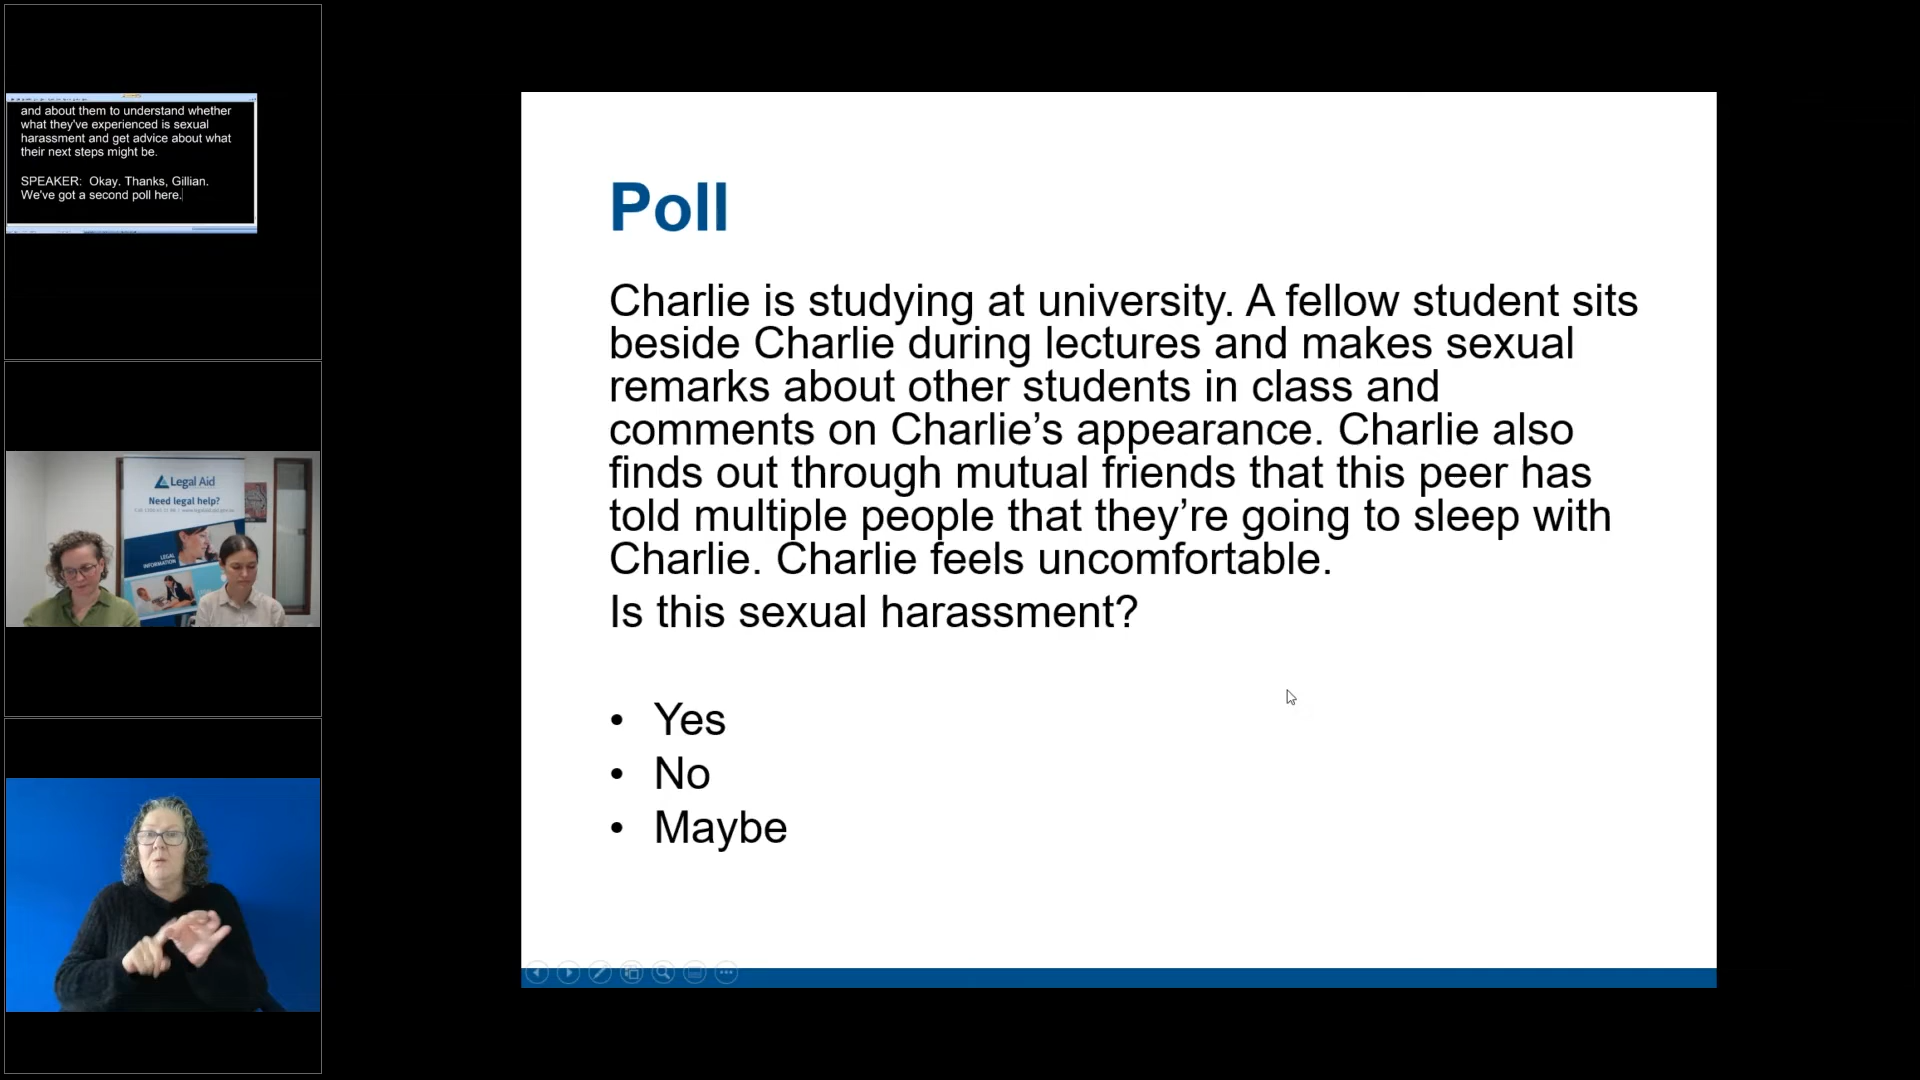 and about them to understand whether
what they've experienced is sexual
harassment and get advice about what
their next steps might be.
SPEAKER: Okay. Thanks, Gillian.
We've got a second poll here.
Legal Aid
Need legal help?
LEGAL
INFORMATION
Poll
Charlie is studying at university. A fellow student sits
beside Charlie during lectures and makes sexual
remarks about other students in class and
comments on Charlie’s appearance. Charlie also
finds out through mutual friends that this peer has
told multiple people that they’re going to sleep with
Charlie. Charlie feels uncomfortable.
Is this sexual harassment?
• Yes
• No
• Maybe